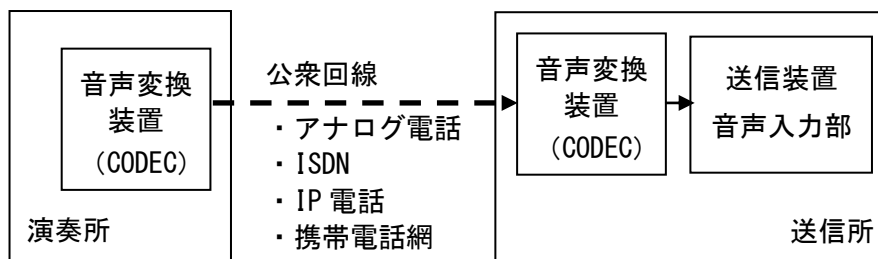 音声変換
装置
(CODEC)
演奏所
公衆回線
・アナログ電話
・ISDN
・IP 電話
・携帯電話網
音声変換
装置
(CODEC)
送信装置
音声入力部
送信所